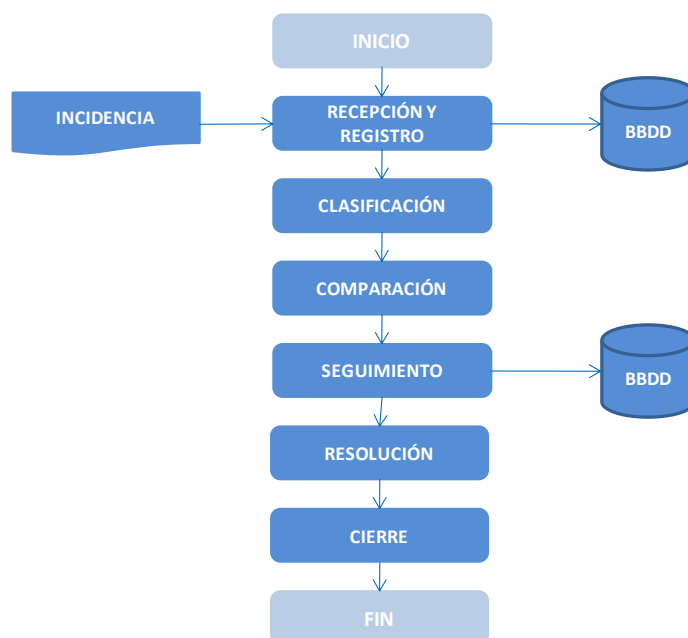 INICIO
INCIDENCIA
RECEPCIÓN Y
REGISTRO
BBDD
CLASIFICACIÓN
COMPARACIÓN
SEGUIMIENTO
BBDD
RESOLUCIÓN
CIERRE
FIN